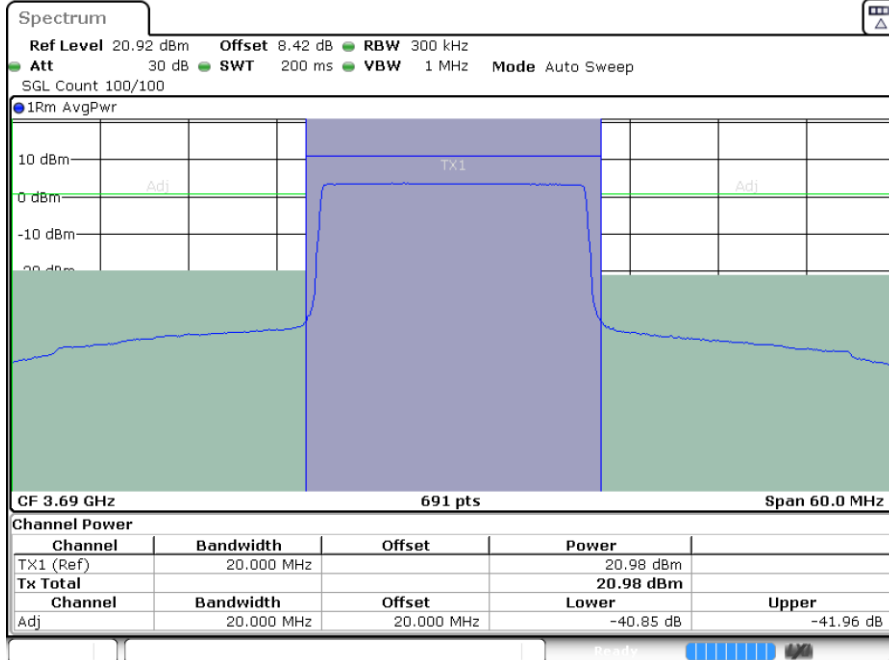 Spectrum
Ref Level 20.92 dBm Offset 8.42 dB RBW 300 kHz
Att 30 dB SWT 200 ms VBW 1 MHz Mode Auto Sweep
SGL Count 100/100
1Rm AvgPwr
10 dBm
TX1
Adj Adj
0 dBm
-10 dBm
-20 dBm
CF 3.69 GHz 691 pts Span 60.0 MHz
Channel Power
Channel Bandwidth Offset Power
TX1 (Ref) 20.000 MHz 20.98 dBm
Tx Total 20.98 dBm
Channel Bandwidth Offset Lower Upper
Adj 20.000 MHz 20.000 MHz -40.85 dB -41.96 dB
Ready